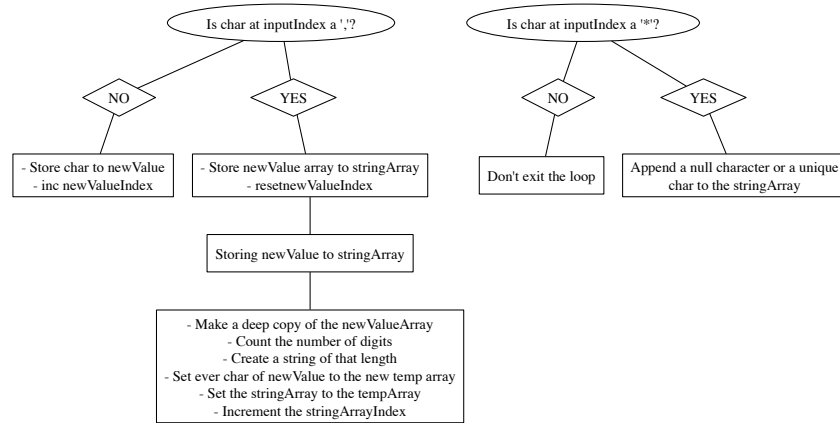 Is char at inputIndex a ','?
NO
YES
- Store char to newValue
- inc newValueIndex
- Store newValue array to stringArray
- resetnewValueIndex
Storing newValue to stringArray
- Make a deep copy of the newValueArray
- Count the number of digits
- Create a string of that length
- Set ever char of newValue to the new temp array
- Set the stringArray to the tempArray
- Increment the stringArrayIndex
Is char at inputIndex a '*'?
NO
YES
Don't exit the loop
Append a null character or a unique
char to the stringArray